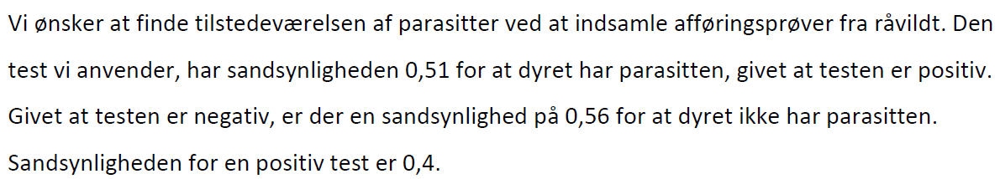 Vi ønsker at finde tilstedeværelsen af parasitter ved at indsamle afføringsprøver fra råvildt. Den
test vi anvender, har sandsynligheden 0,51 for at dyret har parasitten, givet at testen er positiv.
Givet at testen er negativ, er der en sandsynlighed på 0,56 for at dyret ikke har parasitten.
Sandsynligheden for en positiv test er 0,4.